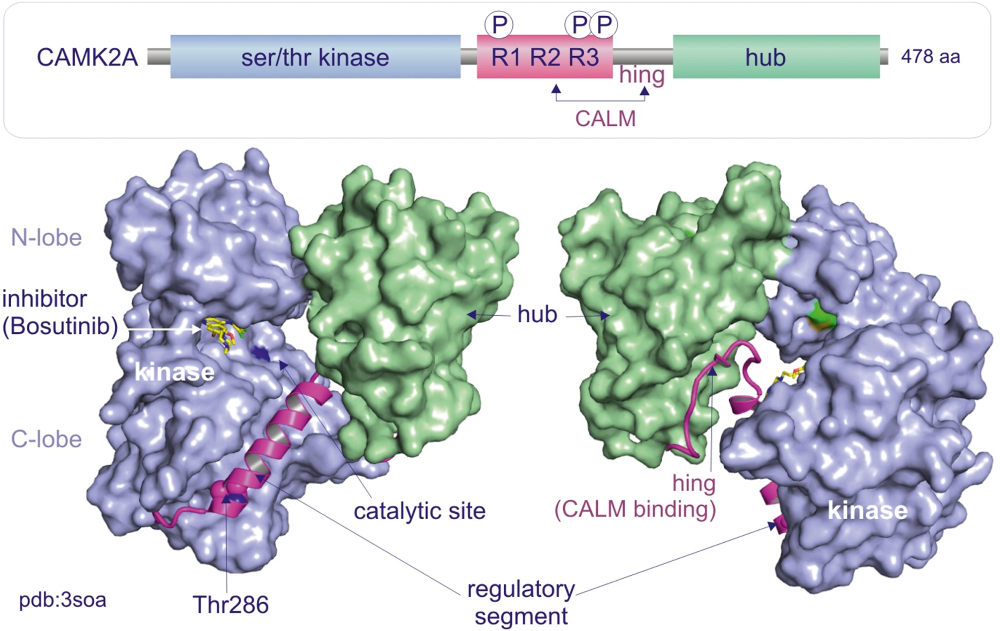 P P P
CAMK2A ser/thr kinase R1 R2 R3 hub 478 aa
hing
CALM
N-lobe
inhibitor
(Bosutinib)
kinase
C-lobe
hub
catalytic site
hing
(CALM binding)
kinase
regulatory
segment
pdb:3soa
Thr286